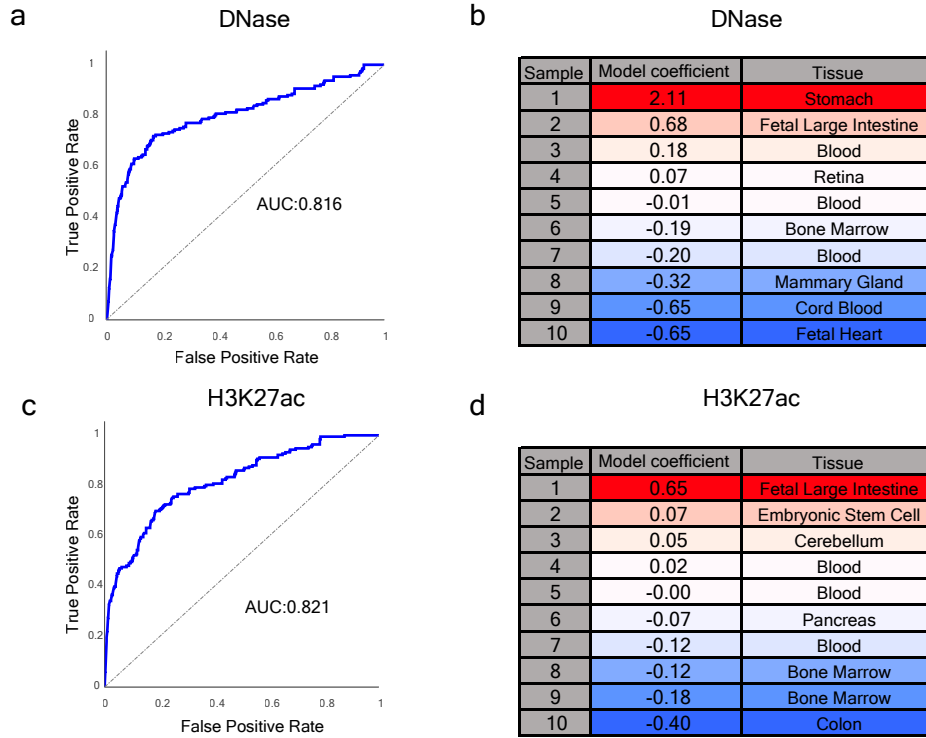 a
DNase
1
0.8
0.6
0.4
0.2
0
True Positive Rate
AUC:0.816
0 0.2 0.4 0.6 0.8 1
False Positive Rate
b
DNase
Sample Model coefficient Tissue
1 2.11 Stomach
2 0.68 Fetal Large Intestine
3 0.18 Blood
4 0.07 Retina
5 -0.01 Blood
6 -0.19 Bone Marrow
7 -0.20 Blood
8 -0.32 Mammary Gland
9 -0.65 Cord Blood
10 -0.65 Fetal Heart
c
H3K27ac
1
0.8
0.6
0.4
0.2
0
True Positive Rate
AUC:0.821
0 0.2 0.4 0.6 0.8 1
False Positive Rate
d
H3K27ac
Sample Model coefficient Tissue
1 0.65 Fetal Large Intestine
2 0.07 Embryonic Stem Cell
3 0.05 Cerebellum
4 0.02 Blood
5 -0.00 Blood
6 -0.07 Pancreas
7 -0.12 Blood
8 -0.12 Bone Marrow
9 -0.18 Bone Marrow
10 -0.40 Colon